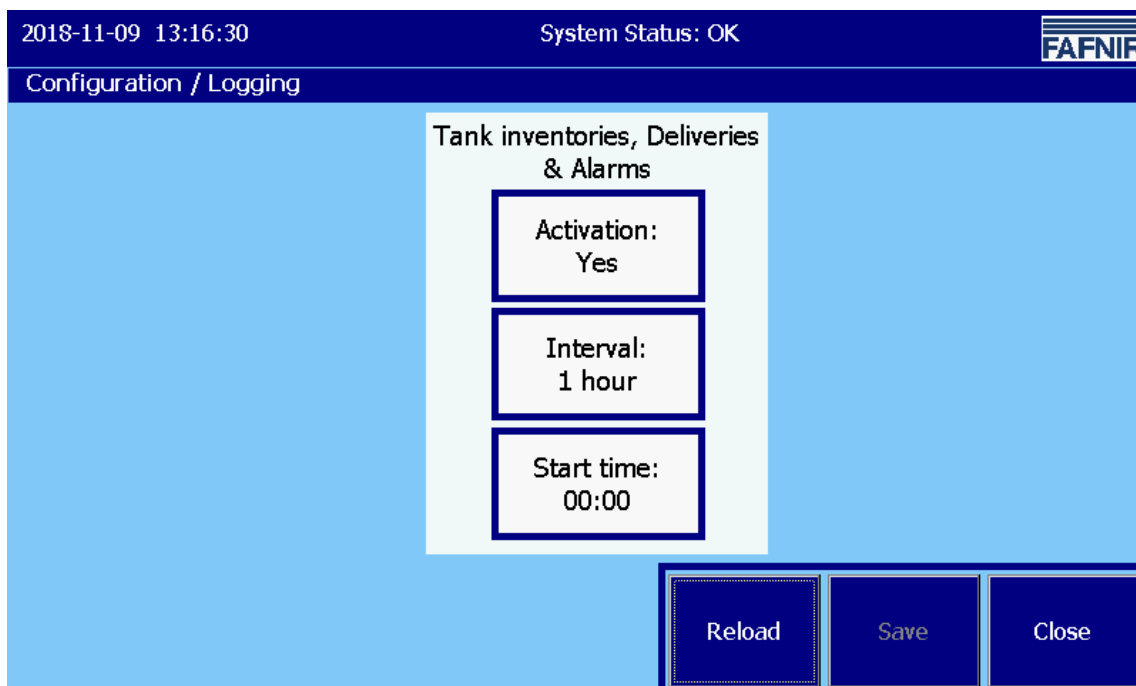 2018-11-09 13:16:30 System Status: OK FAFNIR
Configuration / Logging
Tank inventories, Deliveries
& Alarms
Activation:
Yes
Interval:
1 hour
Start time:
00:00
Reload Save Close